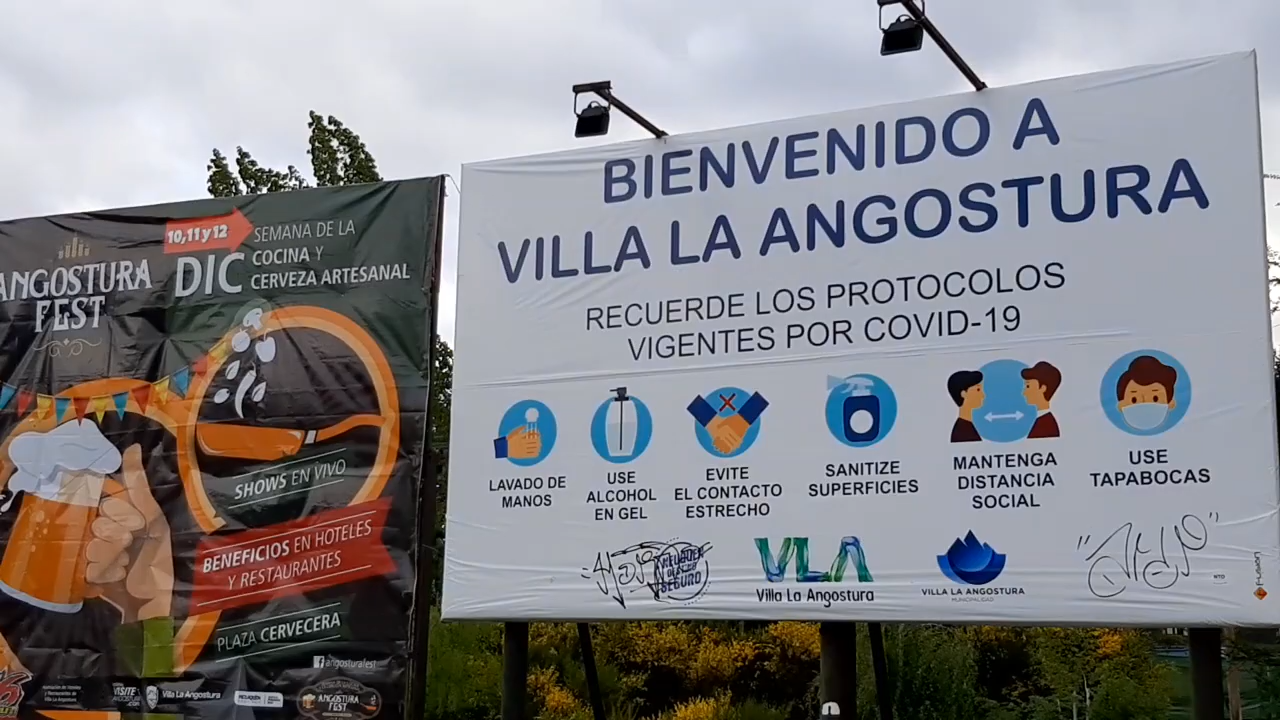 ANGOSTURA
FEST
10,11 y 12
DIC
SEMANA DE LA
COCINA Y
CERVEZA ARTESANAL
SHOWS EN VIVO
BENEFICIOS EN HOTELES
Y RESTAURANTES
PLAZA CERVECERA
angosturafest
Villa La Angostura
ANGOSTURA
FEST
BIENVENIDO A
VILLA LA ANGOSTURA
RECUERDE LOS PROTOCOLOS
VIGENTES POR COVID-19
LAVADO DE
MANOS
USE
ALCOHOL
EN GEL
EVITE
EL CONTACTO
ESTRECHO
SANITIZE
SUPERFICIES
MANTENGA
DISTANCIA
SOCIAL
USE
TAPABOCAS
NEUQUÉN
DESTINO
SEGURO
VLA
Villa La Angostura
VILLA LA ANGOSTURA
MUNICIPALIDAD